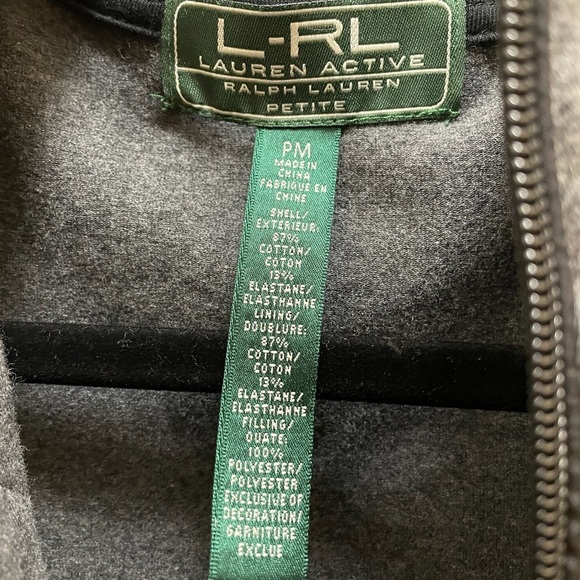 L-RL
LAUREN ACTIVE
RALPH LAUREN
PETITE
PM
MADE IN
CHINA
FABRIQUE EN
CHINE
SHELL/
EXTERIEUR:
87%
COTTON/
COTON
13%
ELASTANE/
ELASTHANNE
LINING/
DOUBLURE:
87%
COTTON/
COTON
13%
ELASTANE/
ELASTHANNE
FILLING/
OUATE:
100%
POLYESTER/
POLYESTER
EXCLUSIVE OF
DECORATION/
GARNITURE
EXCLUE